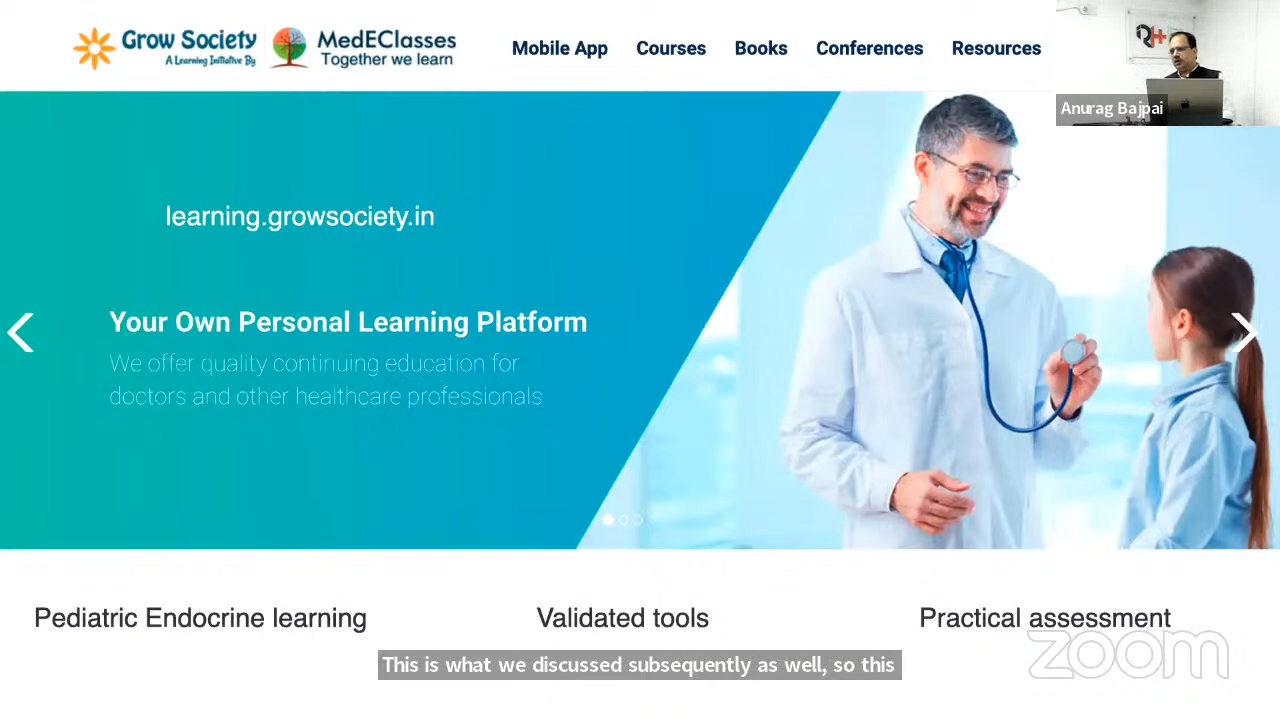 Grow Society
A Learning Initiative By
MedEClasses
Together we learn
Mobile App
Courses
Books
Conferences
Resources
RH
Anurag Bajpai
learning.growsociety.in
Your Own Personal Learning Platform
We offer quality continuing education for
doctors and other healthcare professionals
Pediatric Endocrine learning
Validated tools
Practical assessment
zoom
This is what we discussed subsequently as well, so this